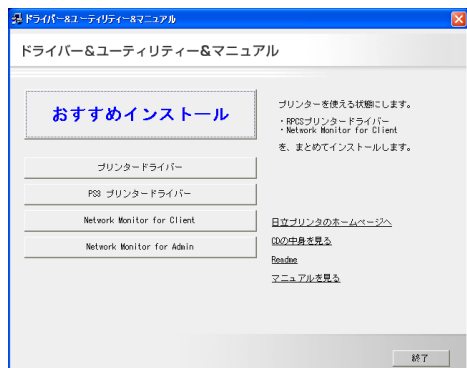 ドライバー&ユーティリティー&マニュアル
ドライバー&ユーティリティー&マニュアル
おすすめインストール
プリンタードライバー
PS3 プリンタードライバー
Network Monitor for Client
Network Monitor for Admin
プリンターを使える状態にします。
・RPCSプリンタードライバー
・Network Monitor for Client
を、まとめてインストールします。
日立プリンタのホームページへ
CDの中身を見る
Readme
マニュアルを見る
終了